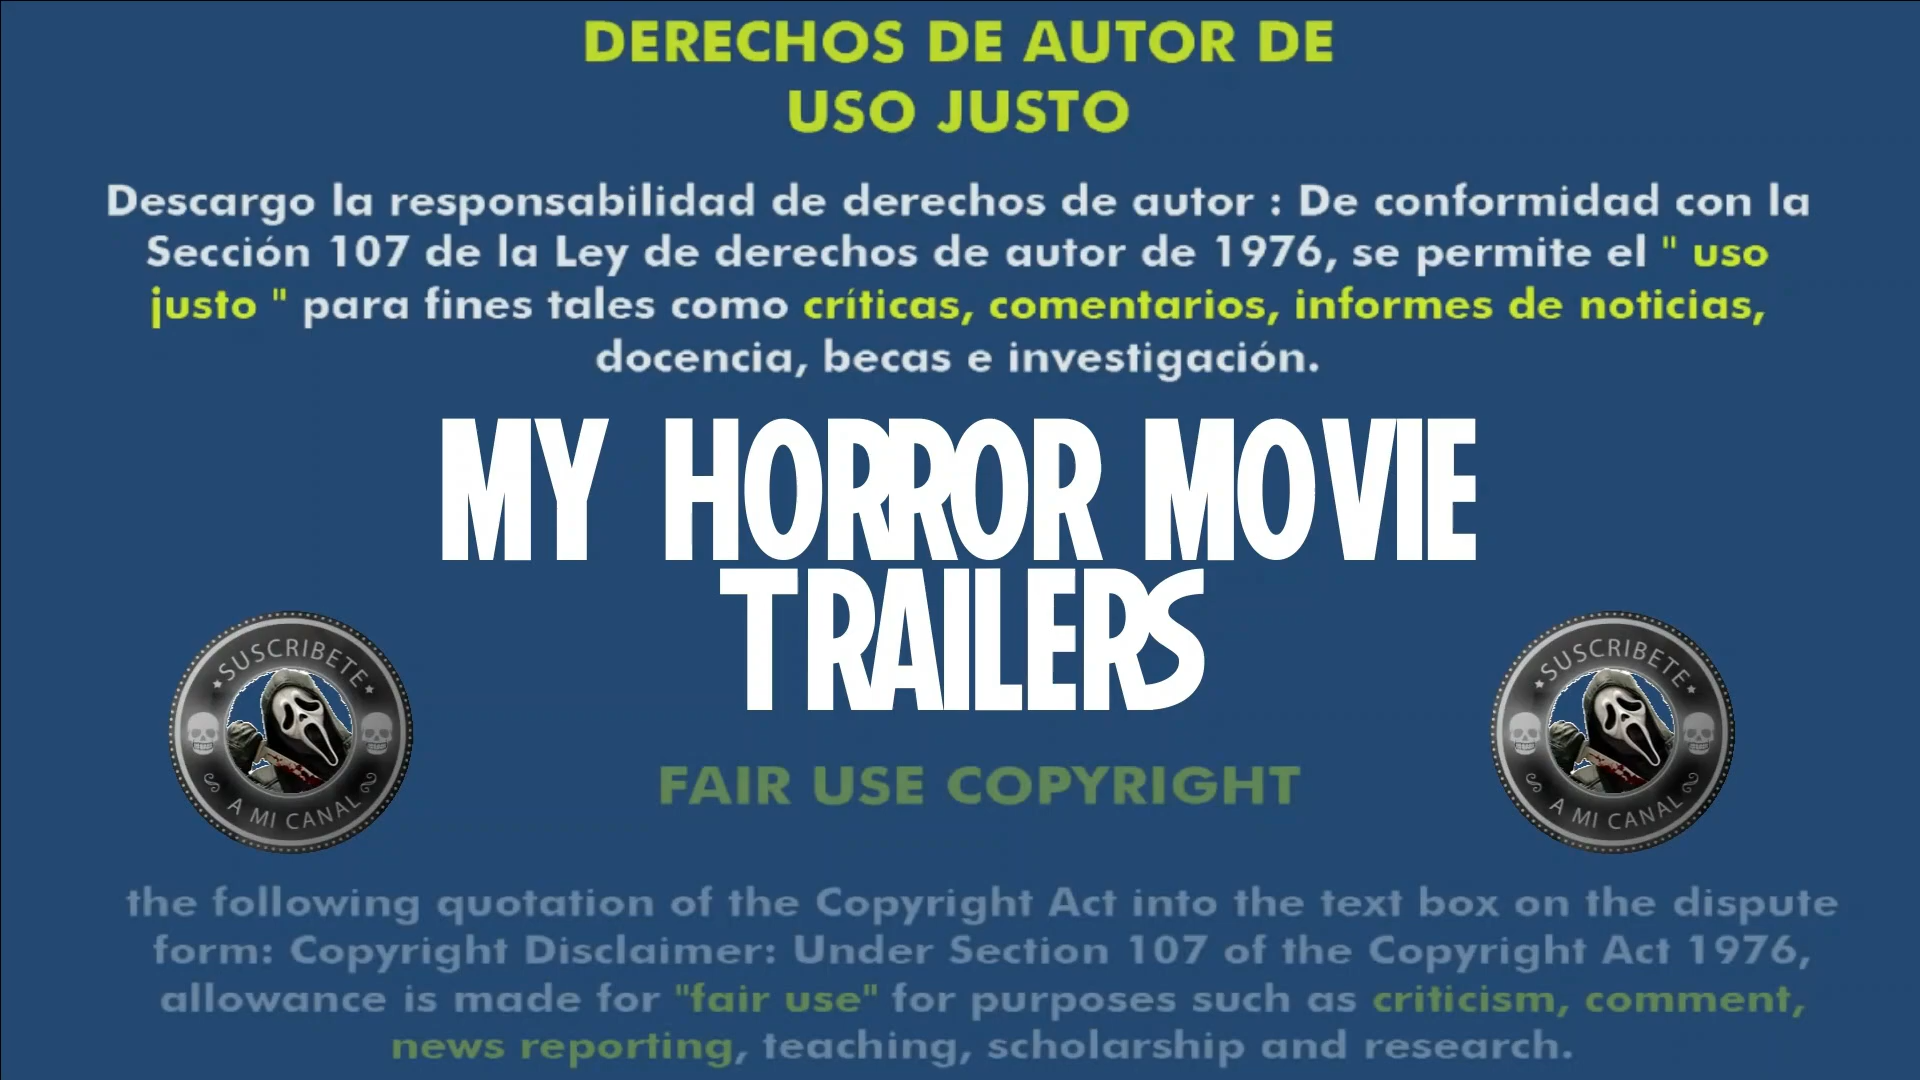 DERECHOS DE AUTOR DE
USO JUSTO
Descargo la responsabilidad de derechos de autor : De conformidad con la
Sección 107 de la Ley de derechos de autor de 1976, se permite el " uso
justo " para fines tales como críticas, comentarios, informes de noticias,
docencia, becas e investigación.
MY HORROR MOVIE
TRAILERS
SUSCRIBETE
A MI CANAL
SUSCRIBETE
A MI CANAL
FAIR USE COPYRIGHT
the following quotation of the Copyright Act into the text box on the dispute
form: Copyright Disclaimer: Under Section 107 of the Copyright Act 1976,
allowance is made for "fair use" for purposes such as criticism, comment,
news reporting, teaching, scholarship and research.